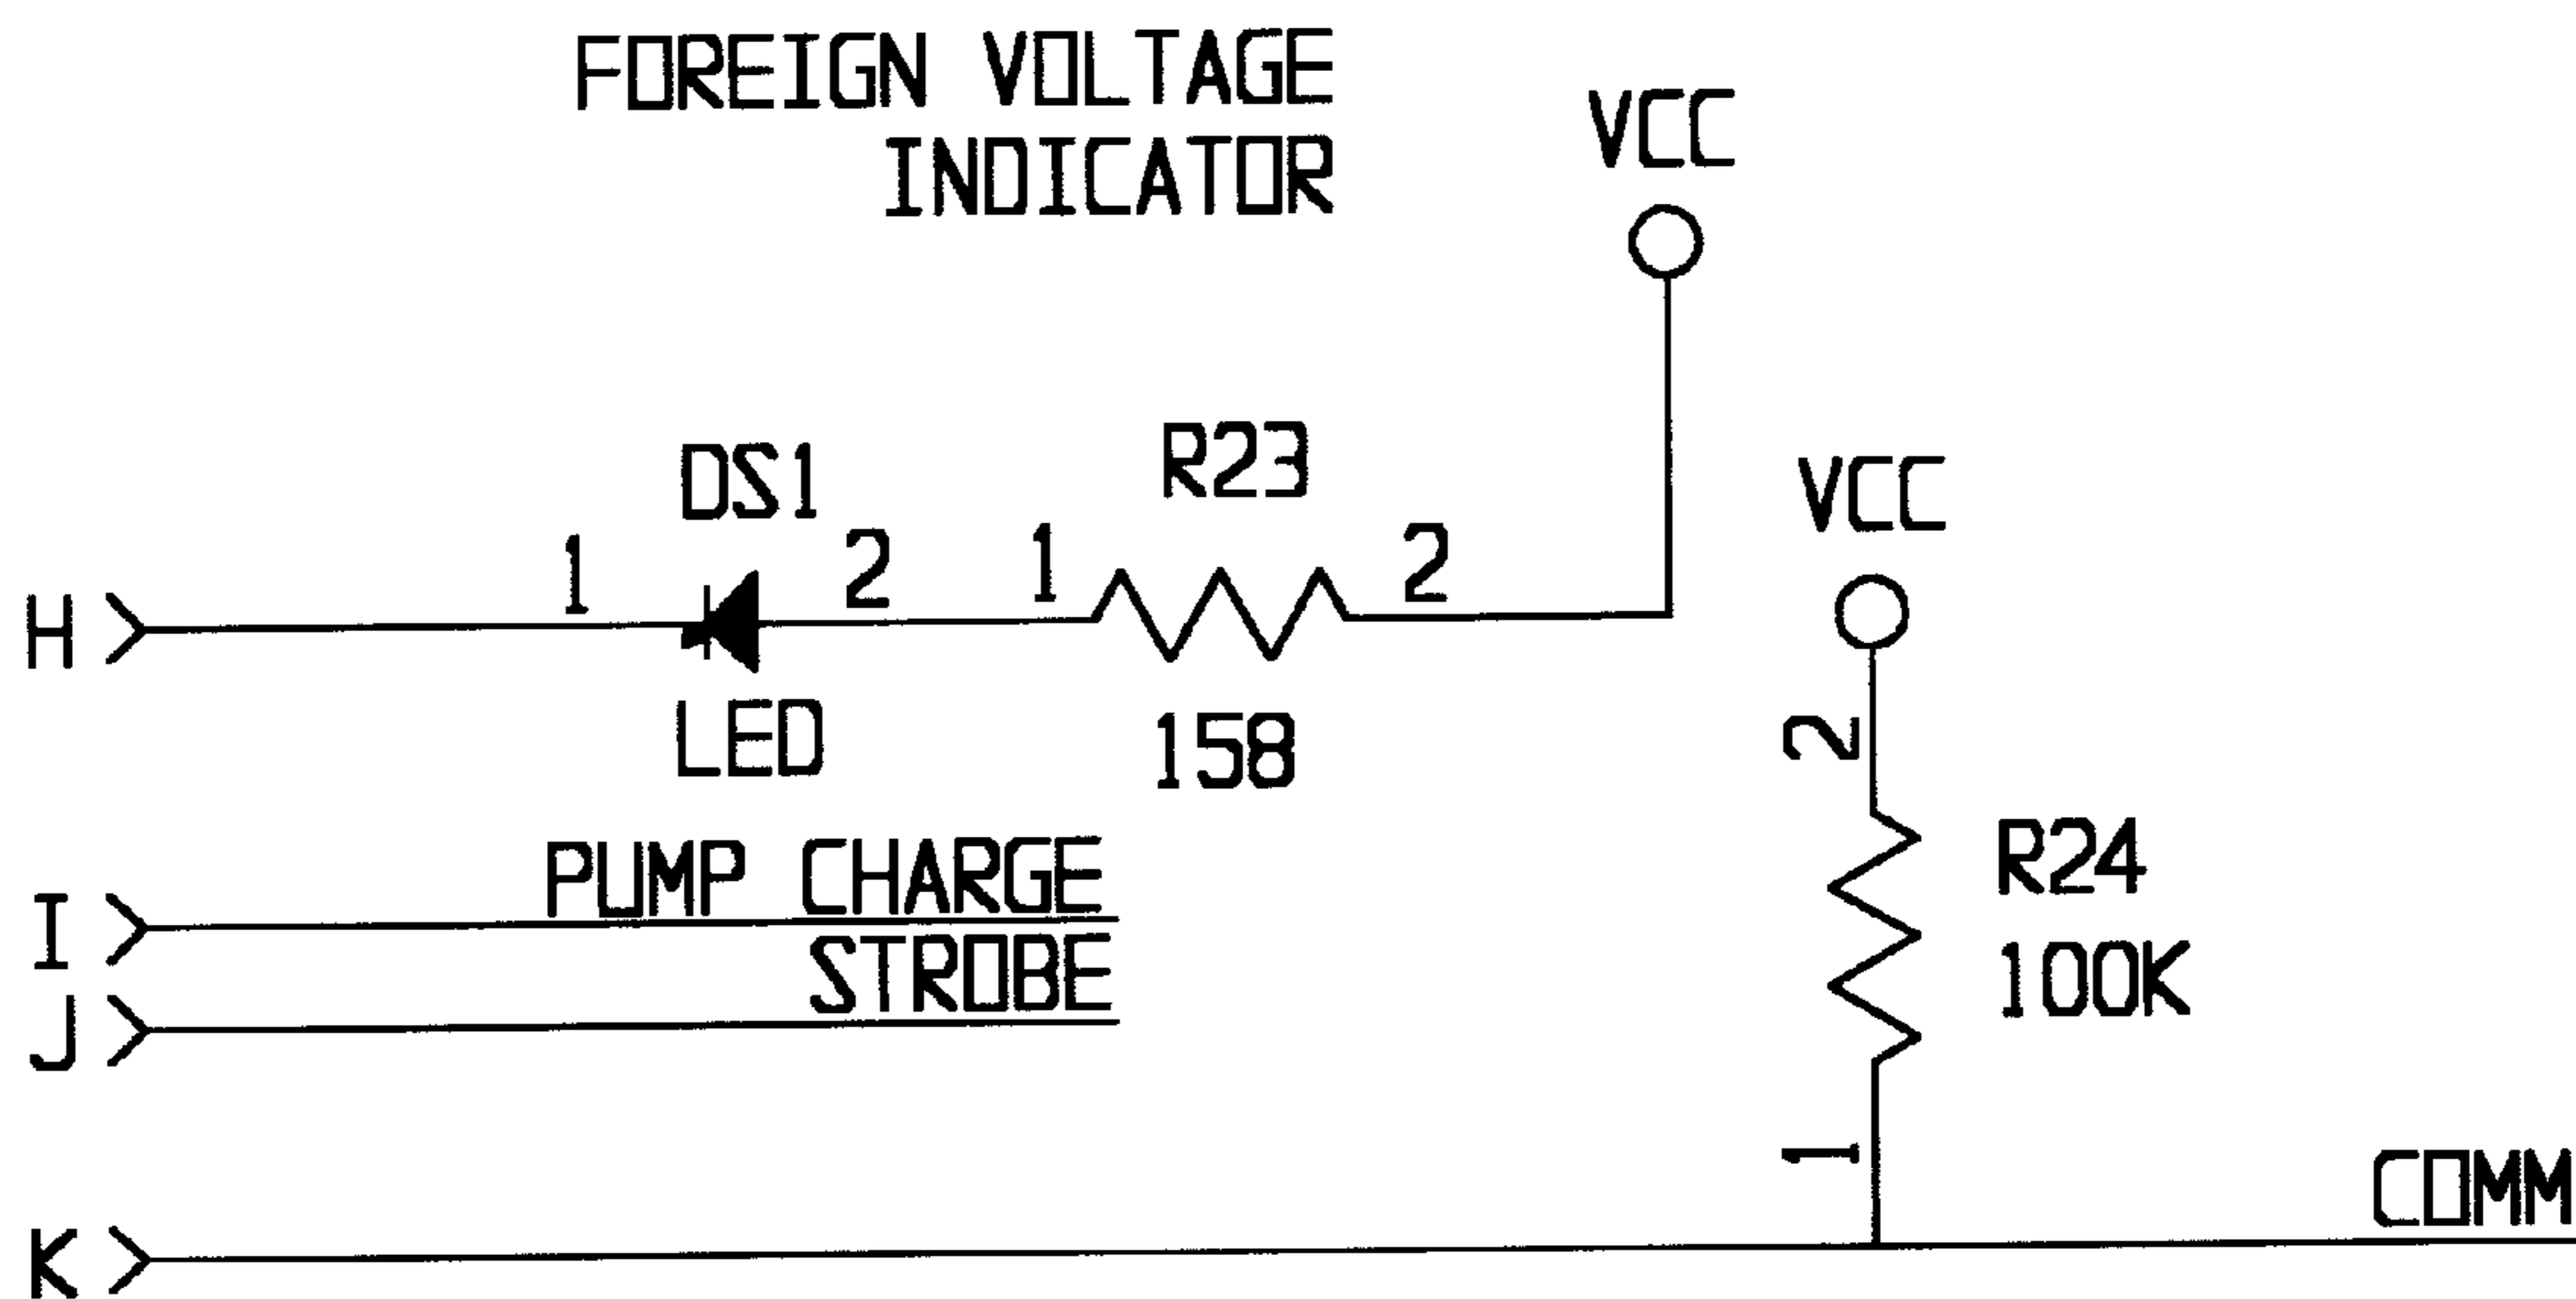 FOREIGN VOLTAGE
INDICATOR
VCC
DS1
R23
VCC
1
2
1
2
H
LED
158
2
PUMP CHARGE
R24
I
STROBE
100K
J
1
COMM
K